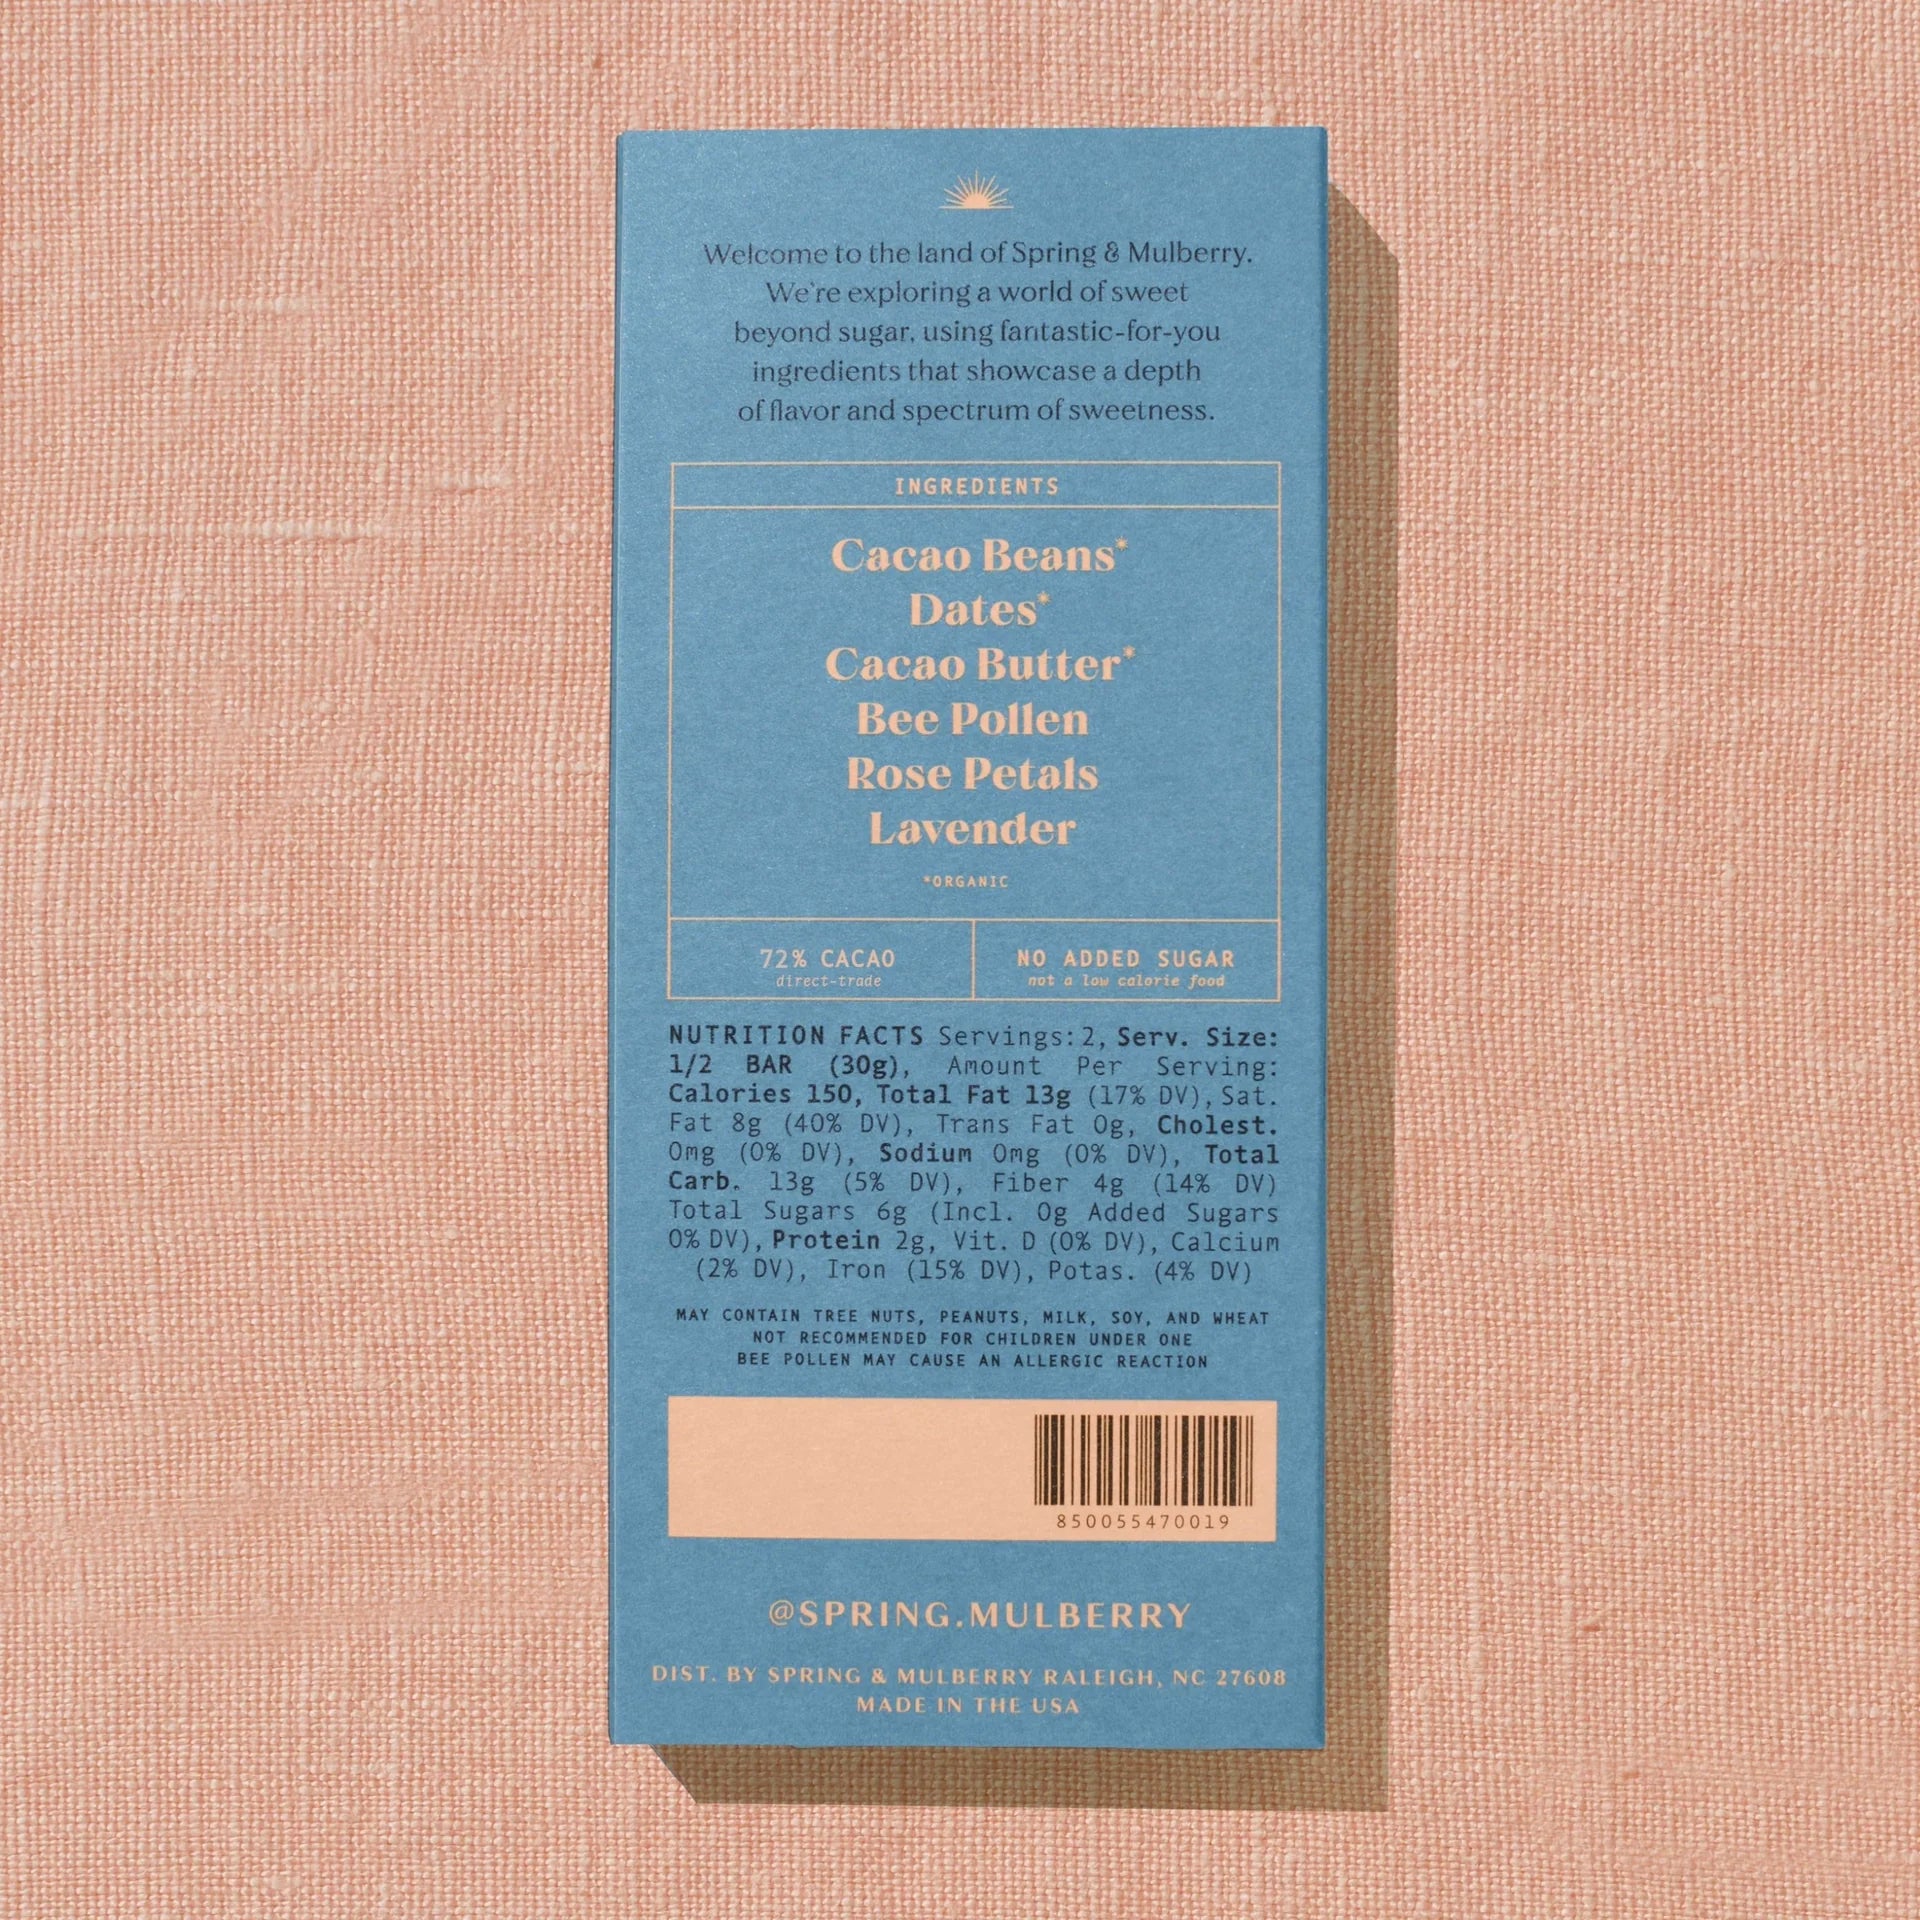 Welcome to the land of Spring & Mulberry.
We're exploring a world of sweet
beyond sugar, using fantastic-for-you
ingredients that showcase a depth
of flavor and spectrum of sweetness.
INGREDIENTS
Cacao Beans*
Dates*
Cacao Butter*
Bee Pollen
Rose Petals
Lavender
*ORGANIC
72% CACAO
direct-trade
NO ADDED SUGAR
not a low calorie food
NUTRITION FACTS Servings: 2, Serv. Size:
1/2 BAR (30g), Amount Per Serving:
Calories 150, Total Fat 13g (17% DV), Sat.
Fat 8g (40% DV), Trans Fat 0g, Cholest.
0mg (0% DV), Sodium 0mg (0% DV), Total
Carb. 13g (5% DV), Fiber 4g (14% DV)
Total Sugars 6g (Incl. 0g Added Sugars
0% DV), Protein 2g, Vit. D (0% DV), Calcium
(2% DV), Iron (15% DV), Potas. (4% DV)
MAY CONTAIN TREE NUTS, PEANUTS, MILK, SOY, AND WHEAT
NOT RECOMMENDED FOR CHILDREN UNDER ONE
BEE POLLEN MAY CAUSE AN ALLERGIC REACTION
850055470019
@SPRING.MULBERRY
DIST. BY SPRING & MULBERRY RALEIGH, NC 27608
MADE IN THE USA